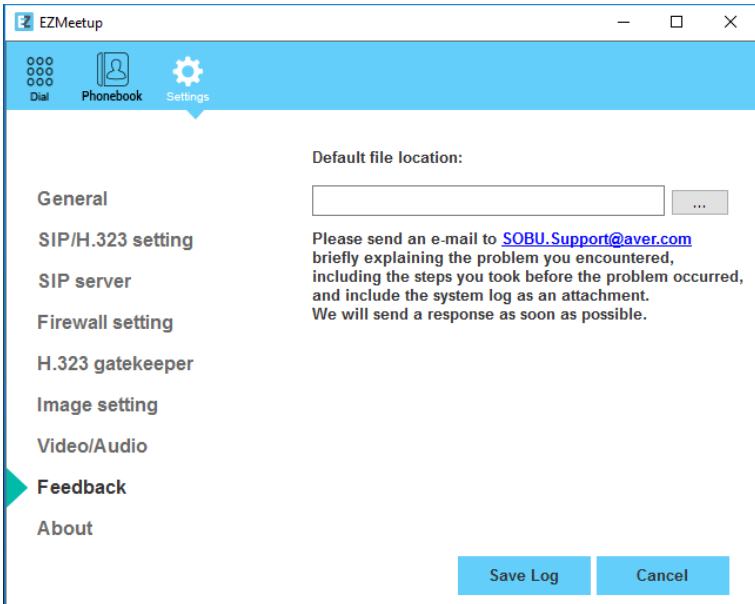 EZMeetup
Dial
Phonebook
Settings
Default file location:
...
General
SIP/H.323 setting
SIP server
Firewall setting
H.323 gatekeeper
Image setting
Video/Audio
Feedback
About
Please send an e-mail to SOBU.Support@aver.com
briefly explaining the problem you encountered,
including the steps you took before the problem occurred,
and include the system log as an attachment.
We will send a response as soon as possible.
Save Log
Cancel